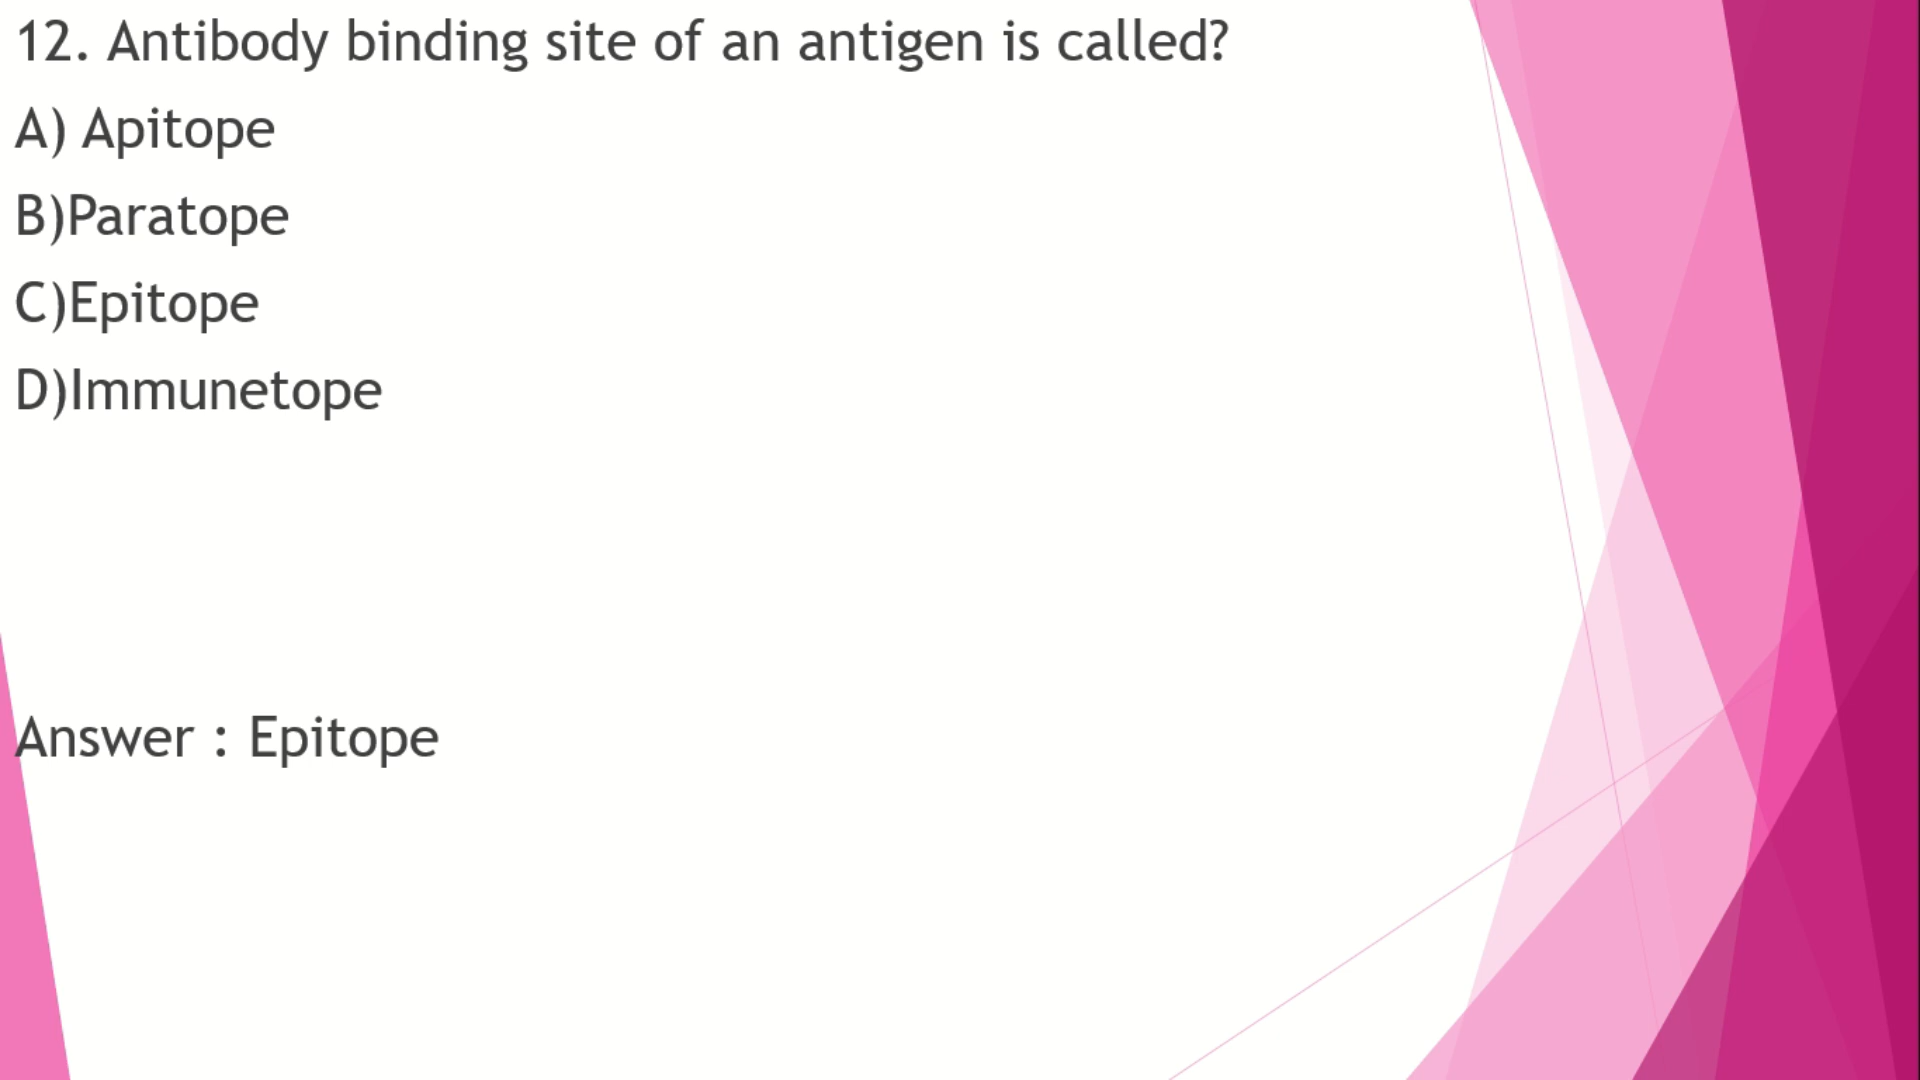 12. Antibody binding site of an antigen is called?
A) Apitope
B)Paratope
C)Epitope
D)Immunetope
Answer : Epitope